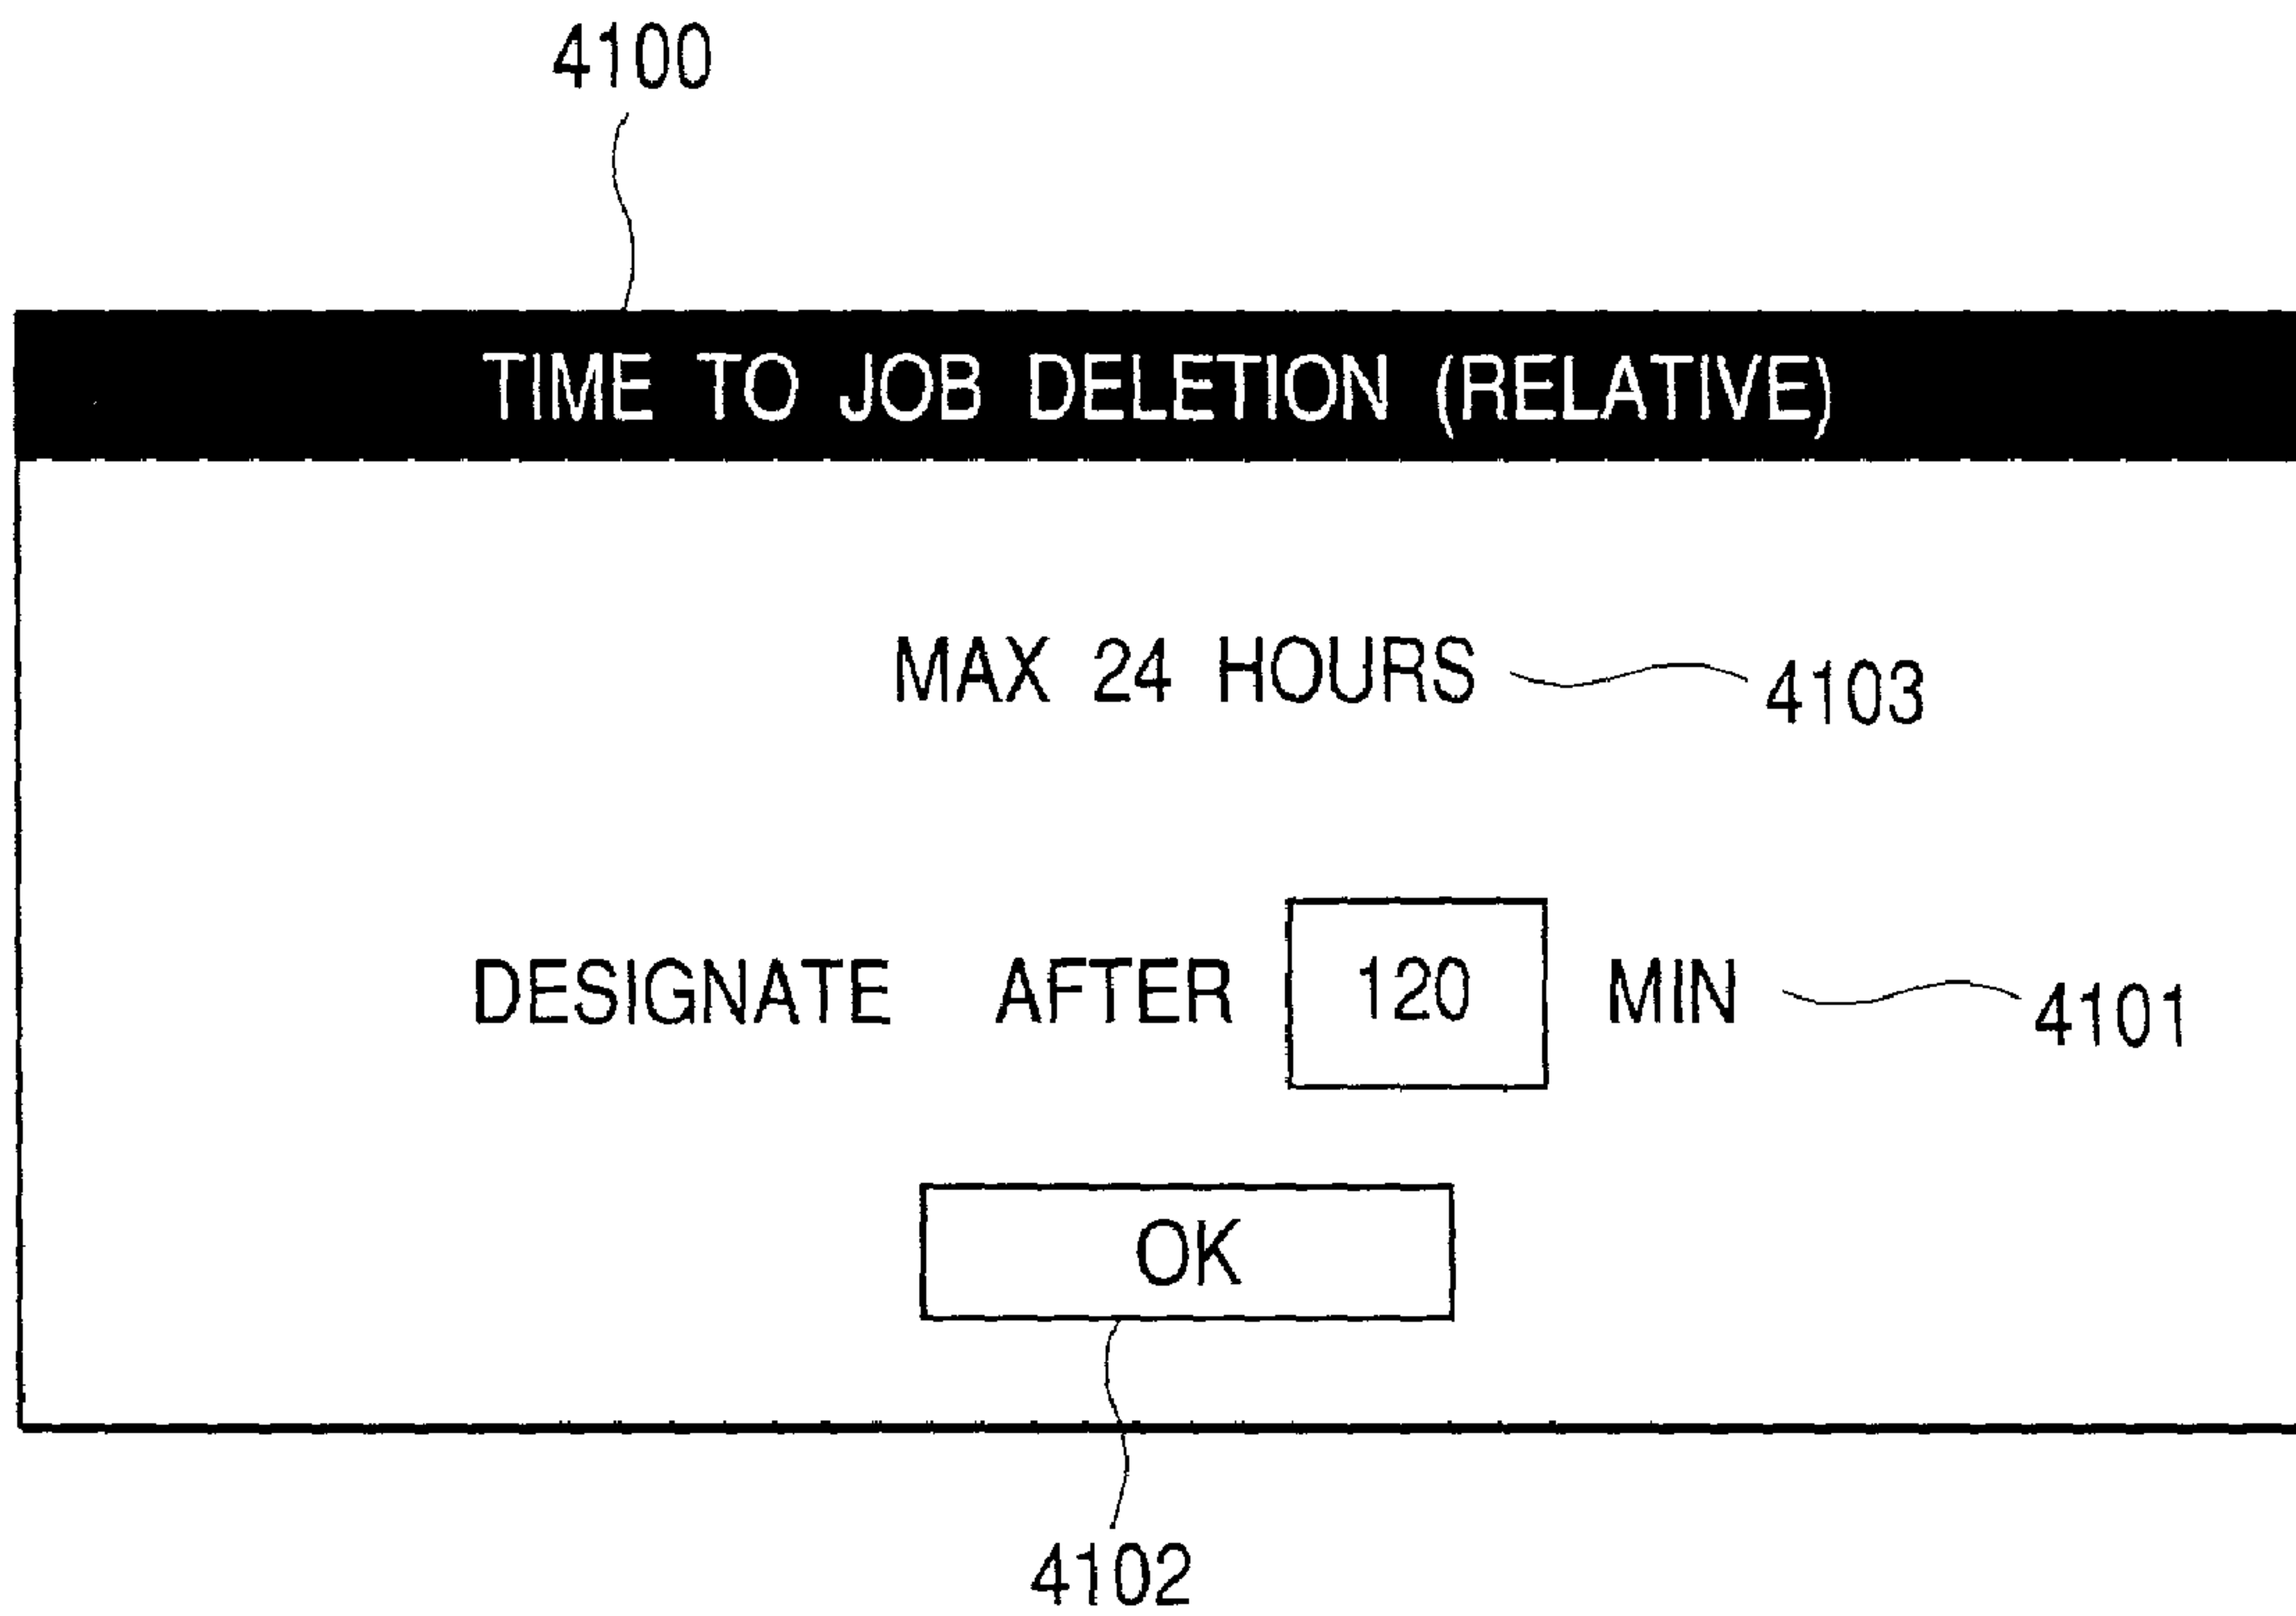 4100
TIME TO JOB DELETION (RELATIVE)
MAX 24 HOURS
4103
DESIGNATE AFTER 120 MIN
4101
OK
4102